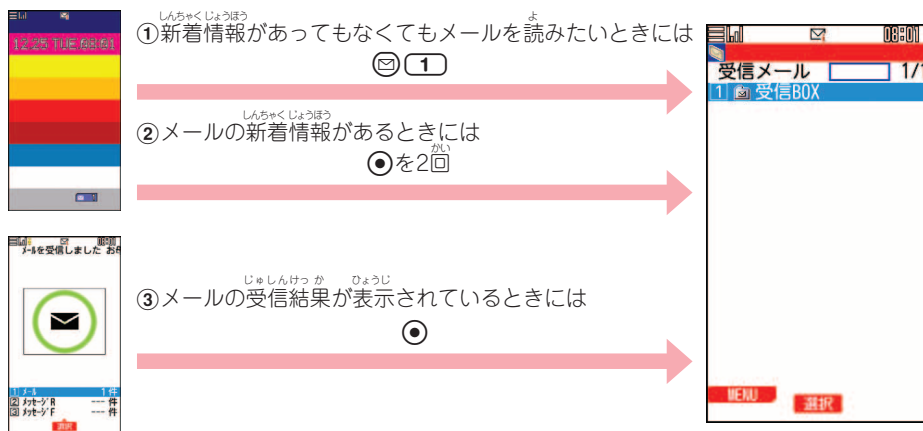 12.25 TUE 08:01
しんちゃくじょうほう よ
①新着情報があってもなくてもメールを読みたいときには
1
しんちゃくじょうほう
②メールの新着情報があるときには
かい
を2回
メールを受信しました お母
じゅしんけっか ひょうじ
③メールの受信結果が表示されているときには
1 メール 1件
2 メッセージR --- 件
3 メッセージF --- 件
選択
08:01
受信メール 1/1
1 受信BOX
MENU 選択